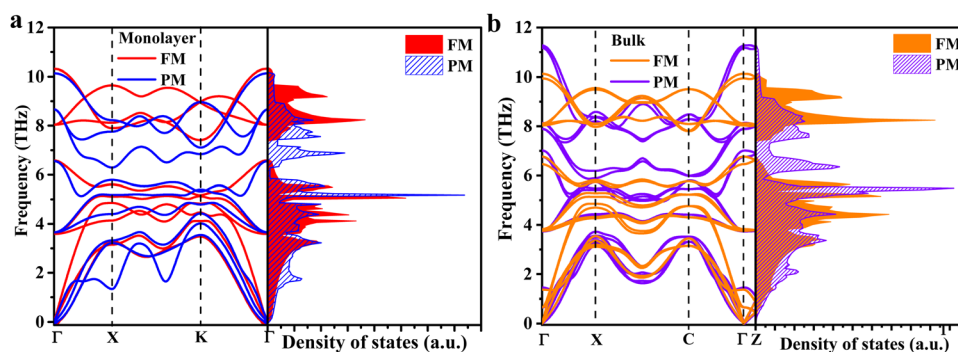 a
12
10
8
6
4
2
0
Frequency (THz)
Monolayer
FM
PM
FM
PM
Γ
X
K
Γ
Density of states (a.u.)
b
12
10
8
6
4
2
0
Frequency (THz)
Bulk
FM
PM
FM
PM
Γ
X
C
Γ
Z
Density of states (a.u.)